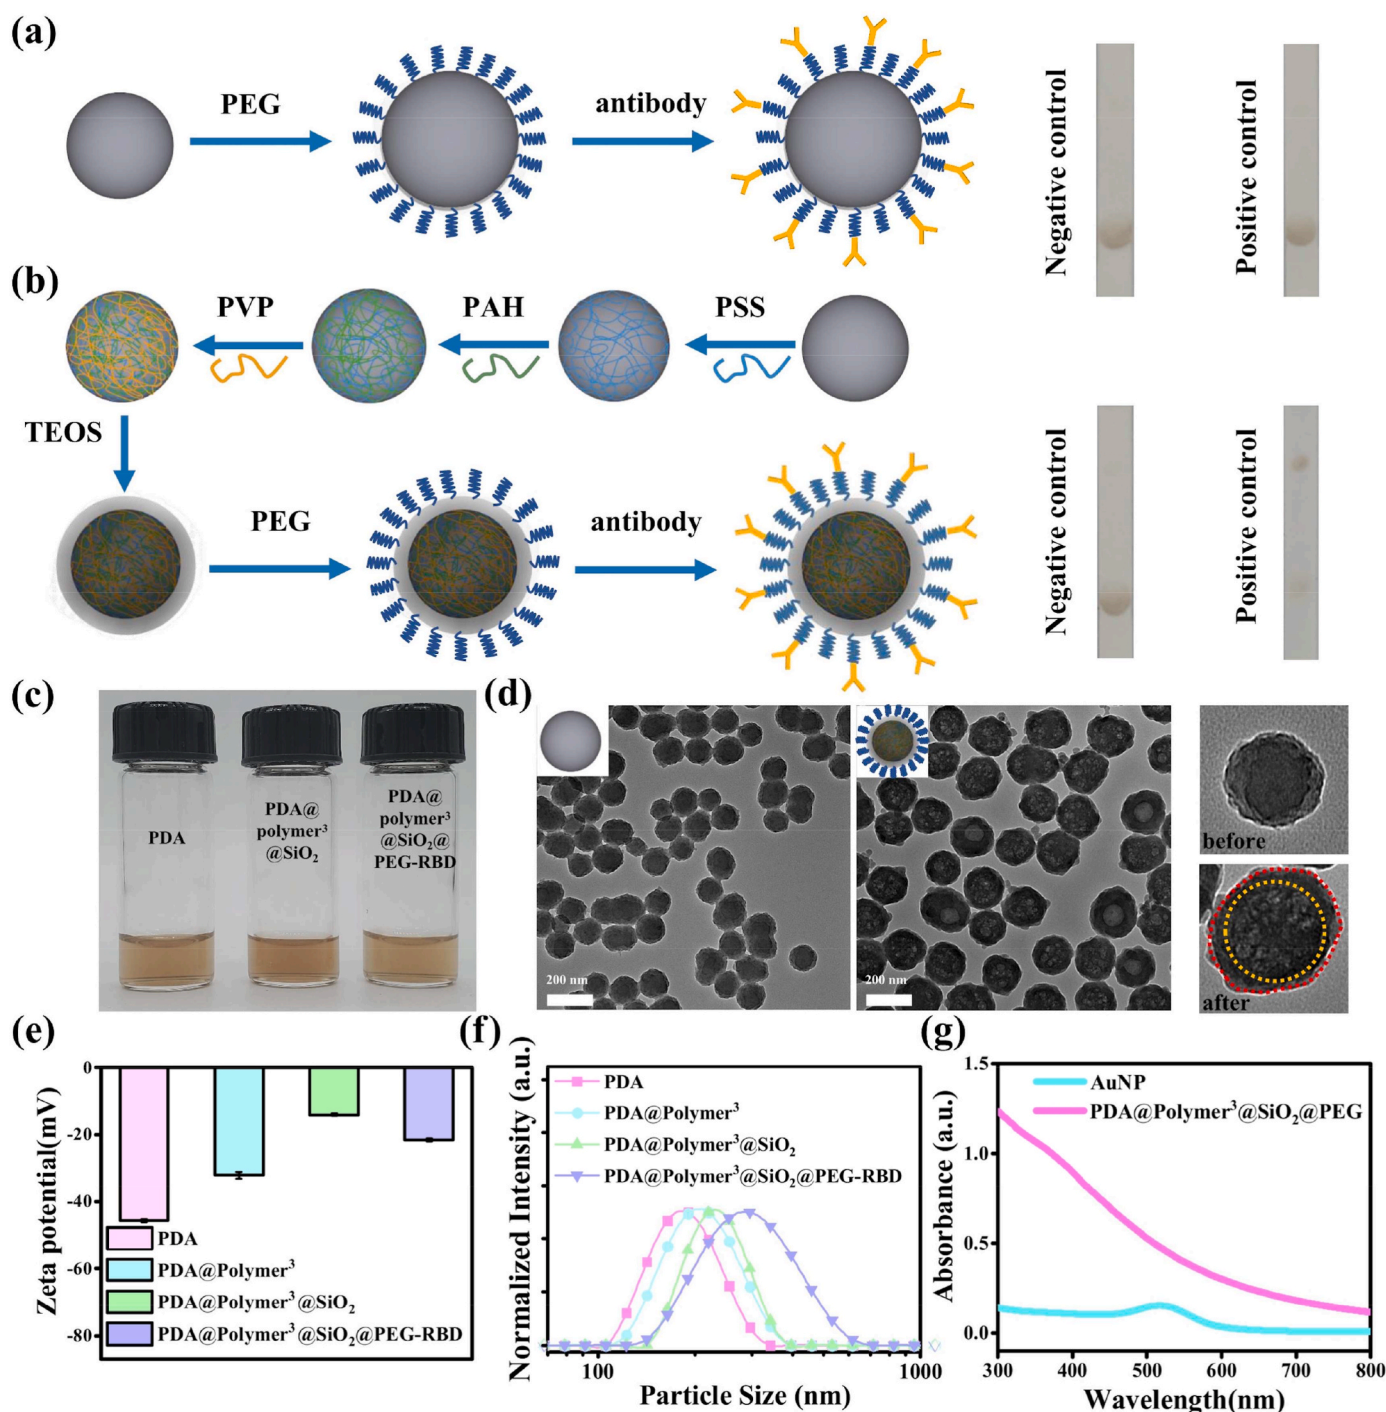 (a)
PEG
antibody
Negative control
Positive control
(b)
PVP
PAH
PSS
TEOS
PEG
antibody
Negative control
Positive control
(c)
PDA
PDA@
polymer³
@SiO₂
PDA@
polymer³
@SiO₂@
PEG-RBD
(d)
200 nm
200 nm
before
after
(e)
Zeta potential(mV)
0
-20
-40
-60
-80
PDA
PDA@Polymer³
PDA@Polymer³@SiO₂
PDA@Polymer³@SiO₂@PEG-RBD
(f)
Normalized Intensity (a.u.)
PDA
PDA@Polymer³
PDA@Polymer³@SiO₂
PDA@Polymer³@SiO₂@PEG-RBD
100
1000
Particle Size (nm)
(g)
Absorbance (a.u.)
1.5
1.0
0.5
0.0
AuNP
PDA@Polymer³@SiO₂@PEG
300
400
500
600
700
800
Wavelength(nm)